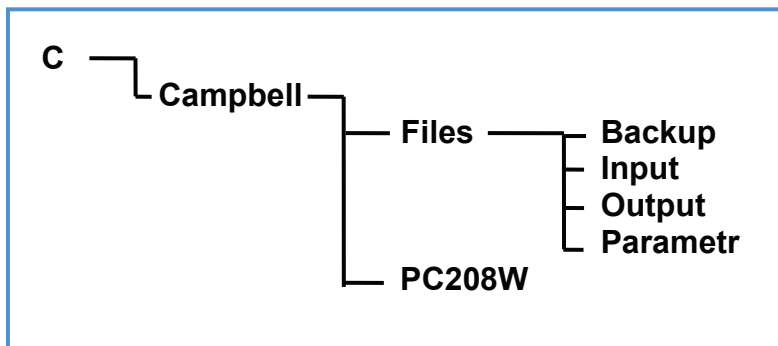 C
Campbell
Files
Backup
Input
Output
Parametr
PC208W